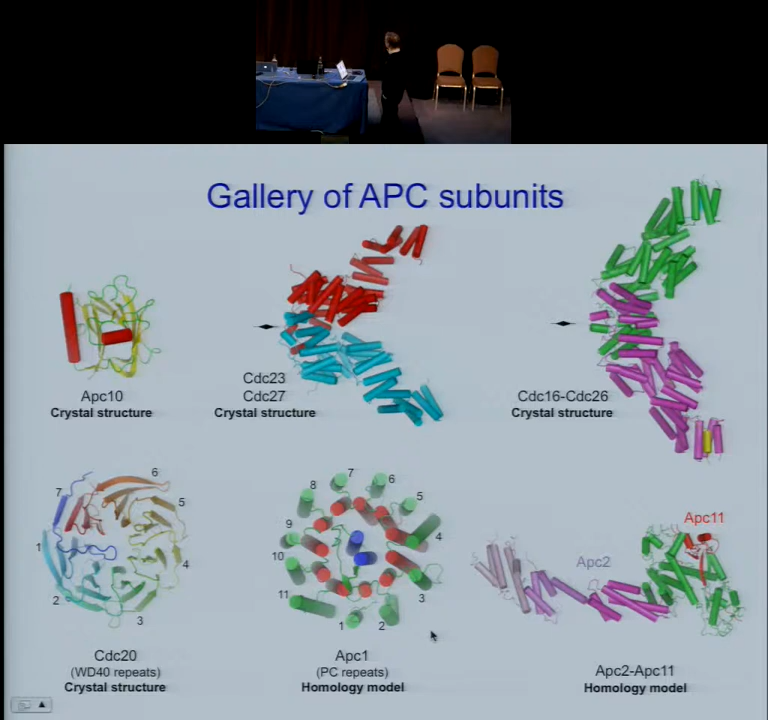 Gallery of APC subunits
Apc10
Crystal structure
Cdc23
Cdc27
Crystal structure
Cdc16-Cdc26
Crystal structure
1
2
3
4
5
6
7
Cdc20
(WD40 repeats)
Crystal structure
1
2
3
4
5
6
7
8
9
10
11
Apc1
(PC repeats)
Homology model
Apc2
Apc11
Apc2-Apc11
Homology model